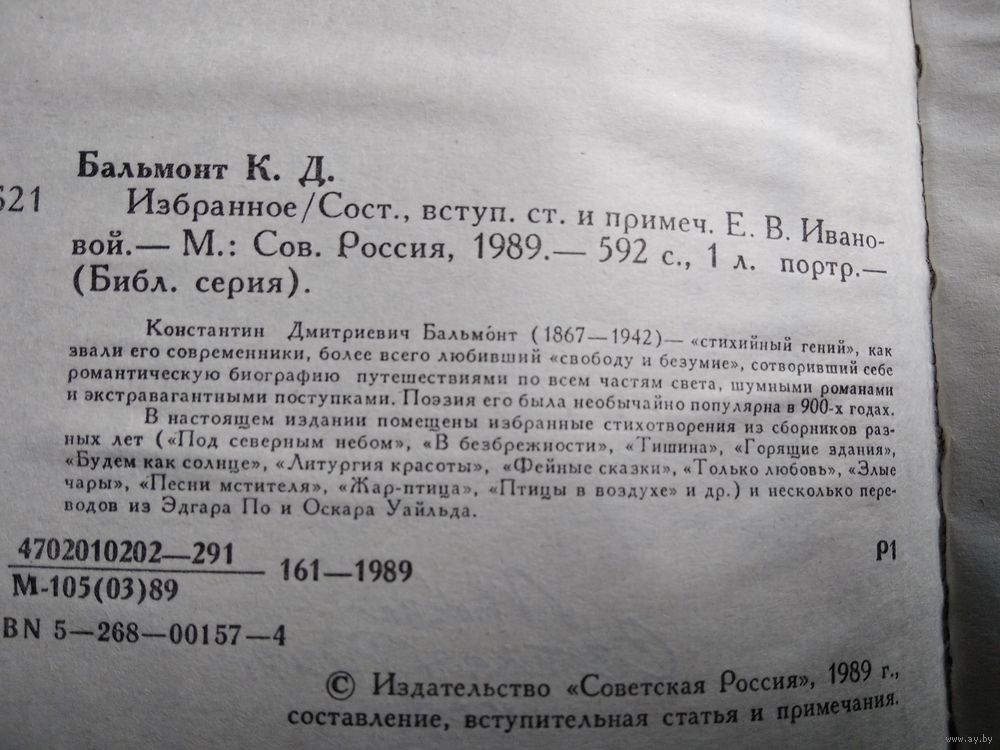 Бальмонт К. Д.
621
Избранное/Сост., вступ. ст. и примеч. Е. В. Ивано-
вой.— М.: Сов. Россия, 1989.— 592 с., 1 л. портр.—
(Библ. серия).
Константин Дмитриевич Бальмо́нт (1867—1942)— «стихийный гений», как
звали его современники, более всего любивший «свободу и безумие», сотворивший себе
романтическую биографию путешествиями по всем частям света, шумными романами
и экстравагантными поступками. Поэзия его была необычайно популярна в 900-х годах.
В настоящем издании помещены избранные стихотворения из сборников раз-
ных лет («Под северным небом», «В безбрежности», «Тишина», «Горящие здания»,
«Будем как солнце», «Литургия красоты», «Фейные сказки», «Только любовь», «Злые
чары», «Песни мстителя», «Жар-птица», «Птицы в воздухе» и др.) и несколько пере-
водов из Эдгара По и Оскара Уайльда.
4702010202—291
М-105(03)89
161—1989
Р1
BN 5—268—00157—4
© Издательство «Советская Россия», 1989 г.,
составление, вступительная статья и примечания.
www.ay.by